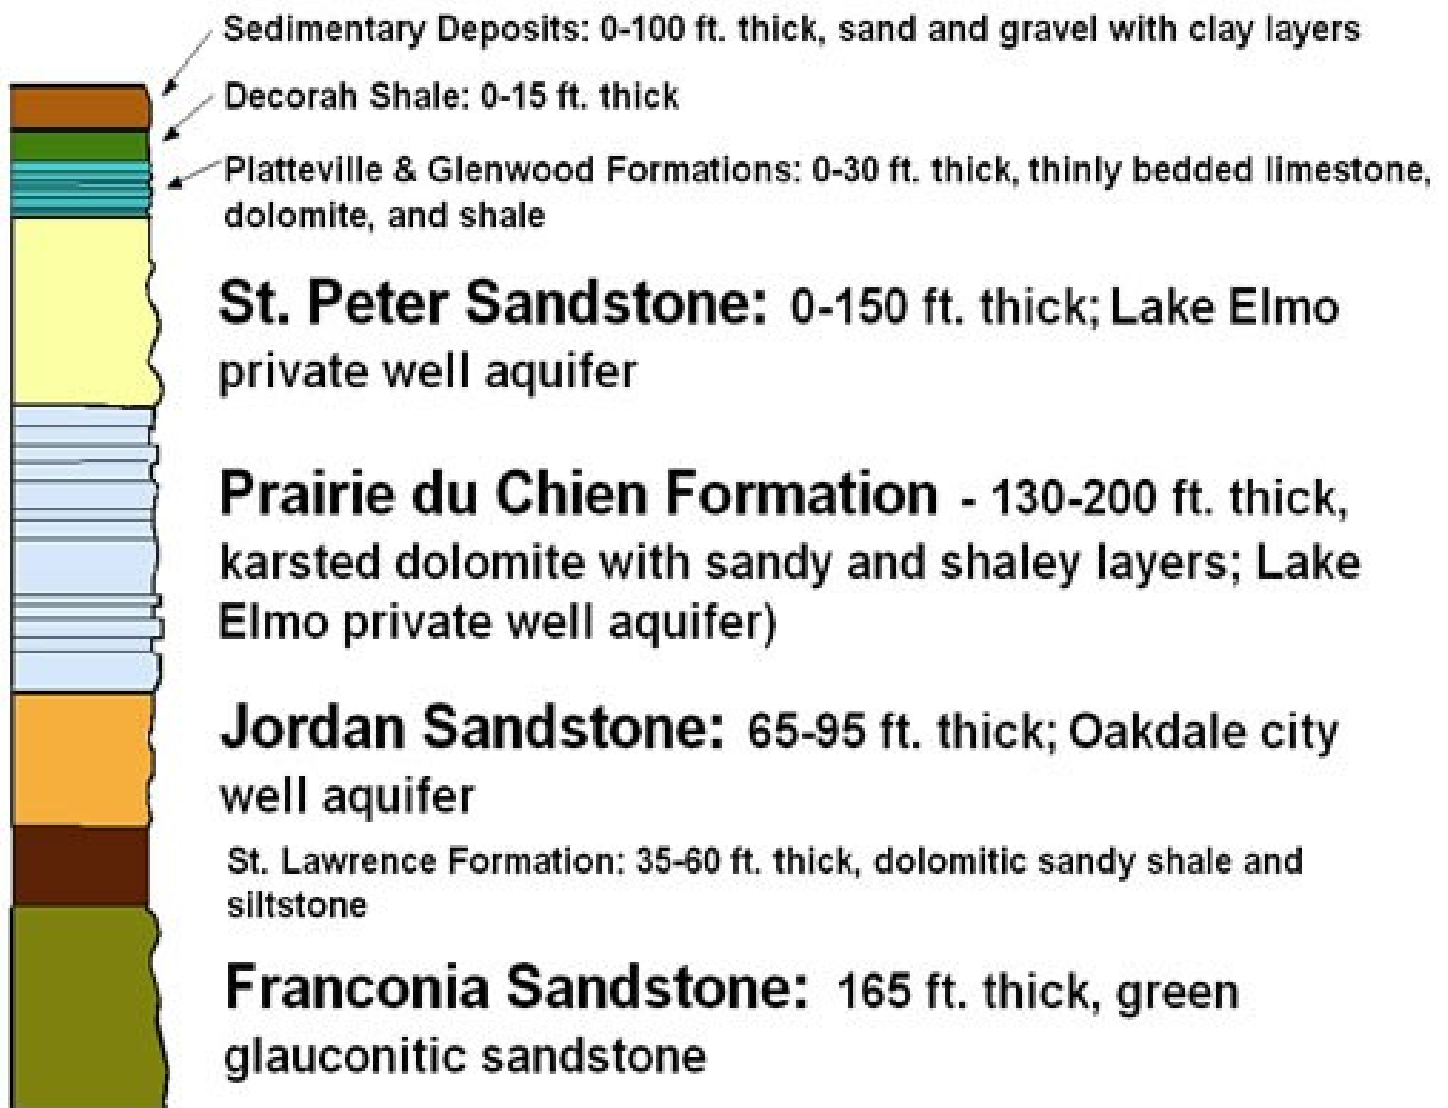 Sedimentary Deposits: 0-100 ft. thick, sand and gravel with clay layers
Decorah Shale: 0-15 ft. thick
Platteville & Glenwood Formations: 0-30 ft. thick, thinly bedded limestone,
dolomite, and shale
St. Peter Sandstone: 0-150 ft. thick; Lake Elmo
private well aquifer
Prairie du Chien Formation - 130-200 ft. thick,
karsted dolomite with sandy and shaley layers; Lake
Elmo private well aquifer)
Jordan Sandstone: 65-95 ft. thick; Oakdale city
well aquifer
St. Lawrence Formation: 35-60 ft. thick, dolomitic sandy shale and
siltstone
Franconia Sandstone: 165 ft. thick, green
glauconitic sandstone